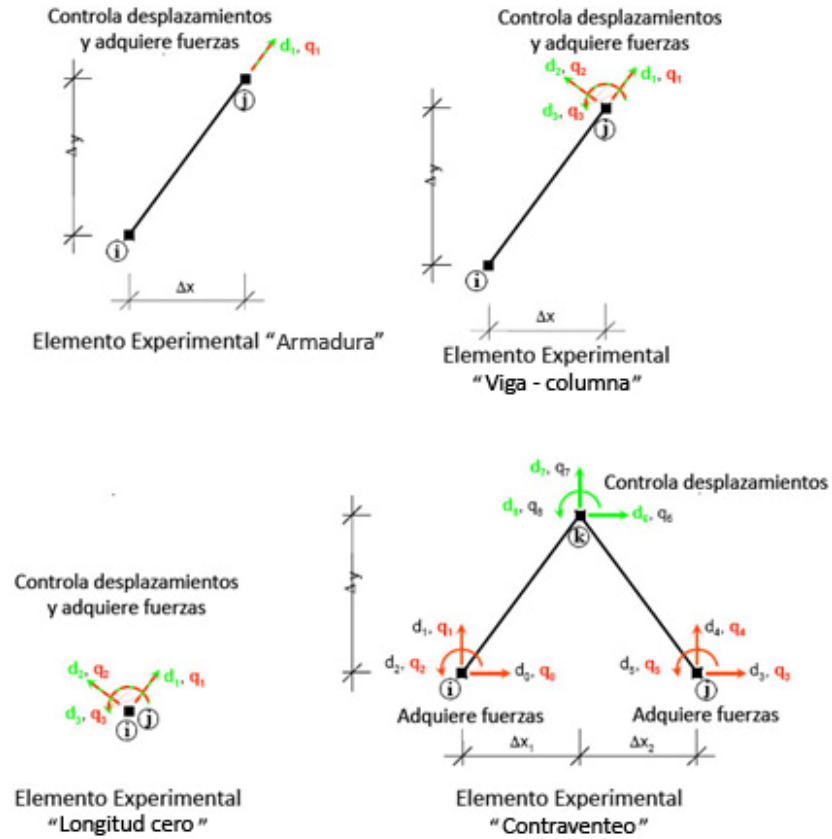 Controla desplazamientos
y adquiere fuerzas
d₁, q₁
j
Δy
i
Δx
Elemento Experimental “Armadura”
Controla desplazamientos
y adquiere fuerzas
d₂, q₂
d₁, q₁
d₃, q₃
j
Δy
i
Δx
Elemento Experimental
“Viga - columna”
Controla desplazamientos
y adquiere fuerzas
d₂, q₂
d₁, q₁
d₃, q₃
i j
Elemento Experimental
“Longitud cero”
d₇, q₇
Controla desplazamientos
d₈, q₈
d₆, q₆
k
Δy
d₁, q₁
d₂, q₂
d₀, q₀
i
Adquiere fuerzas
d₄, q₄
d₅, q₅
d₃, q₃
j
Adquiere fuerzas
Δx₁
Δx₂
Elemento Experimental
“Contraventeo”